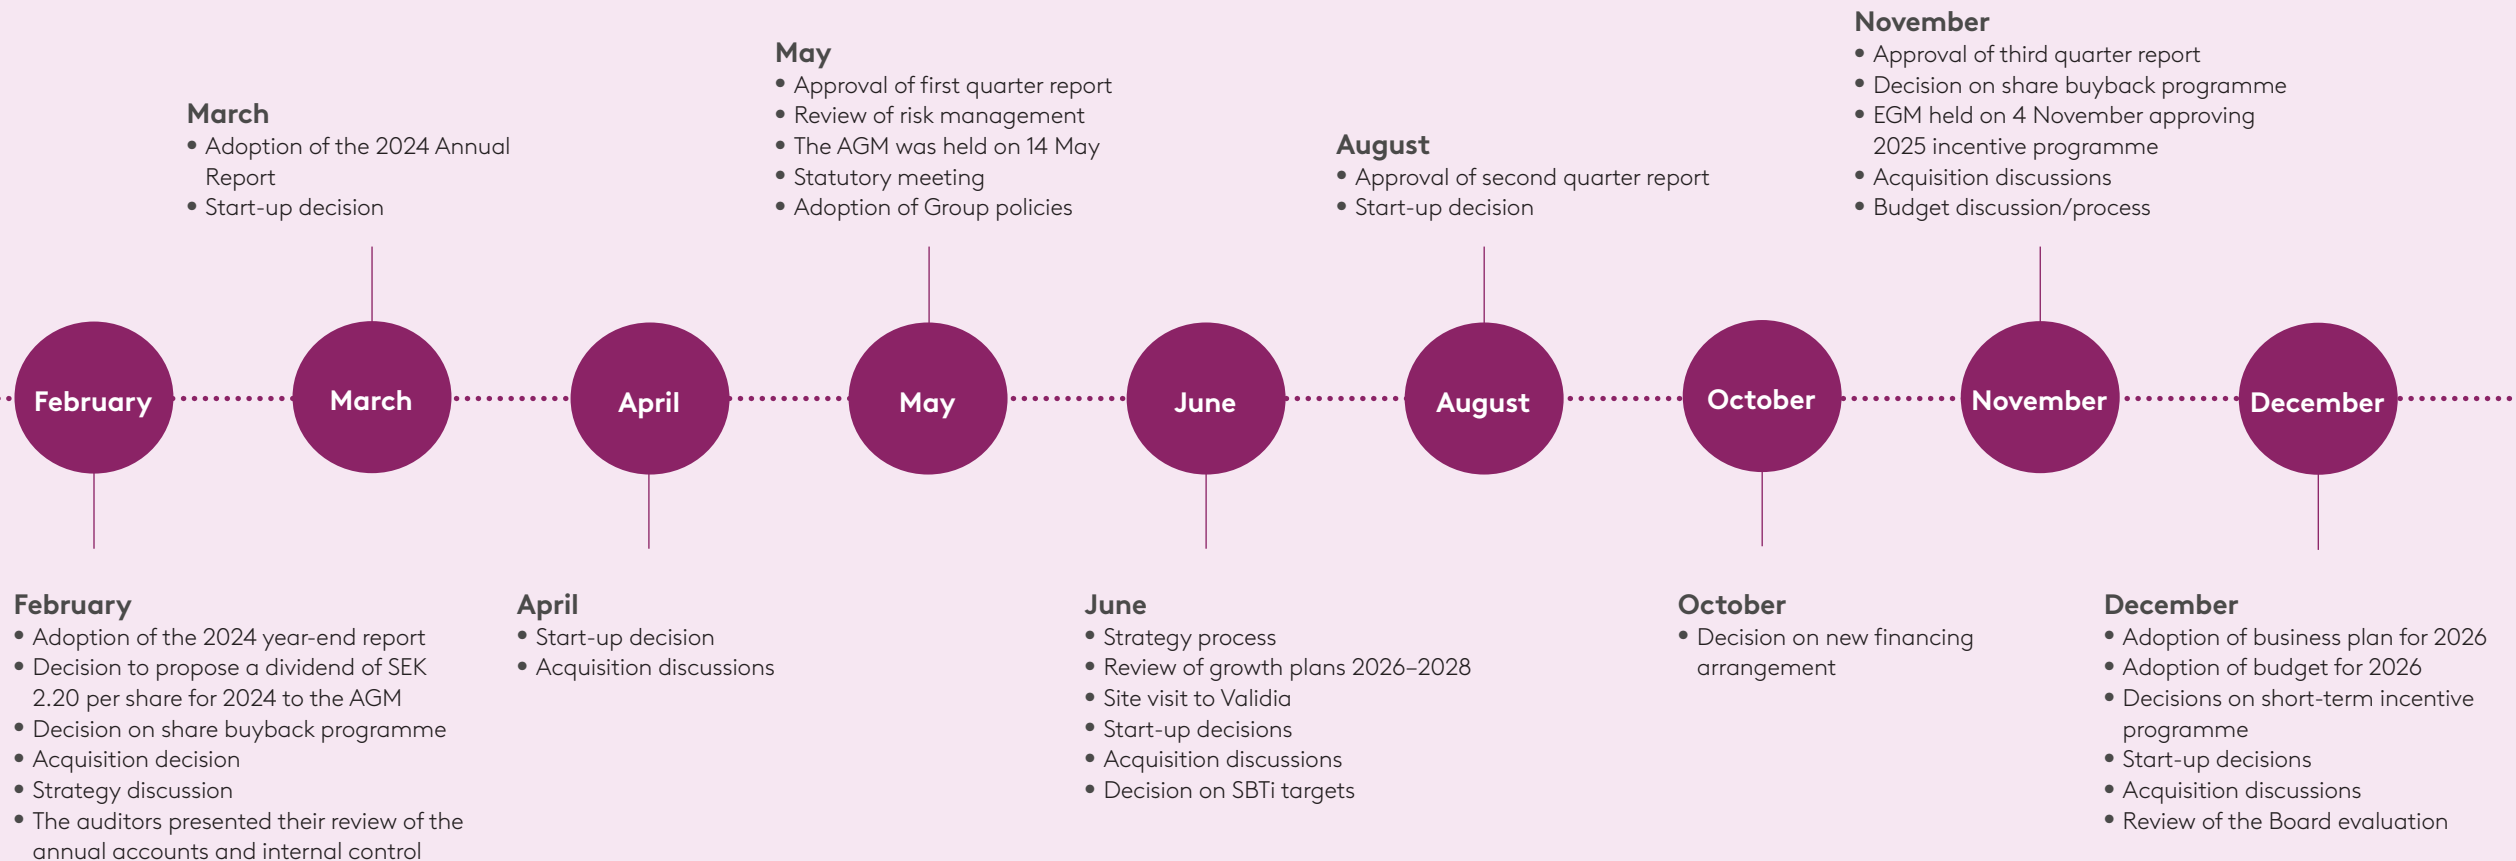 November
• Approval of third quarter report
• Decision on share buyback programme
• EGM held on 4 November approving
2025 incentive programme
• Acquisition discussions
• Budget discussion/process
May
• Approval of first quarter report
• Review of risk management
• The AGM was held on 14 May
• Statutory meeting
• Adoption of Group policies
March
• Adoption of the 2024 Annual
Report
• Start-up decision
August
• Approval of second quarter report
• Start-up decision
February
March
April
May
June
August
October
November
December
February
• Adoption of the 2024 year-end report
• Decision to propose a dividend of SEK
2.20 per share for 2024 to the AGM
• Decision on share buyback programme
• Acquisition decision
• Strategy discussion
• The auditors presented their review of the
annual accounts and internal control
April
• Start-up decision
• Acquisition discussions
June
• Strategy process
• Review of growth plans 2026–2028
• Site visit to Validia
• Start-up decisions
• Acquisition discussions
• Decision on SBTi targets
October
• Decision on new financing
arrangement
December
• Adoption of business plan for 2026
• Adoption of budget for 2026
• Decisions on short-term incentive
programme
• Start-up decisions
• Acquisition discussions
• Review of the Board evaluation